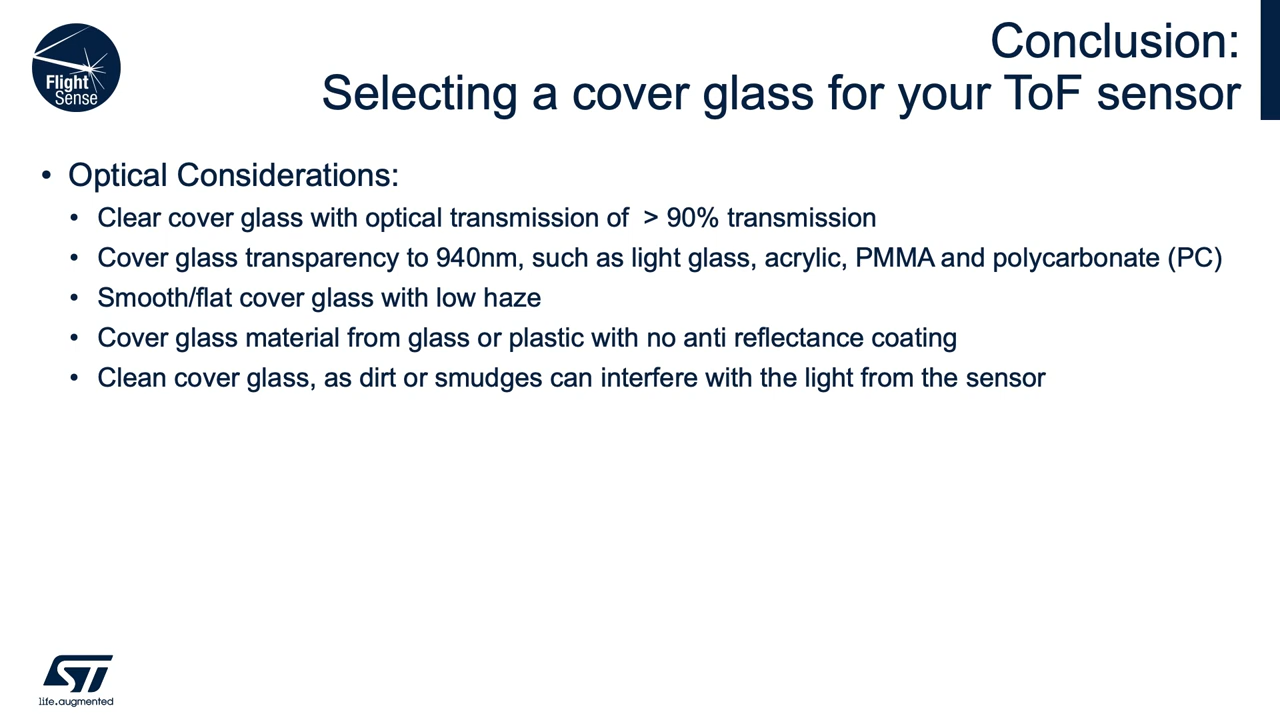 Flight
Sense
Conclusion:
Selecting a cover glass for your ToF sensor
• Optical Considerations:
• Clear cover glass with optical transmission of  > 90% transmission
• Cover glass transparency to 940nm, such as light glass, acrylic, PMMA and polycarbonate (PC)
• Smooth/flat cover glass with low haze
• Cover glass material from glass or plastic with no anti reflectance coating
• Clean cover glass, as dirt or smudges can interfere with the light from the sensor
ST
life.augmented